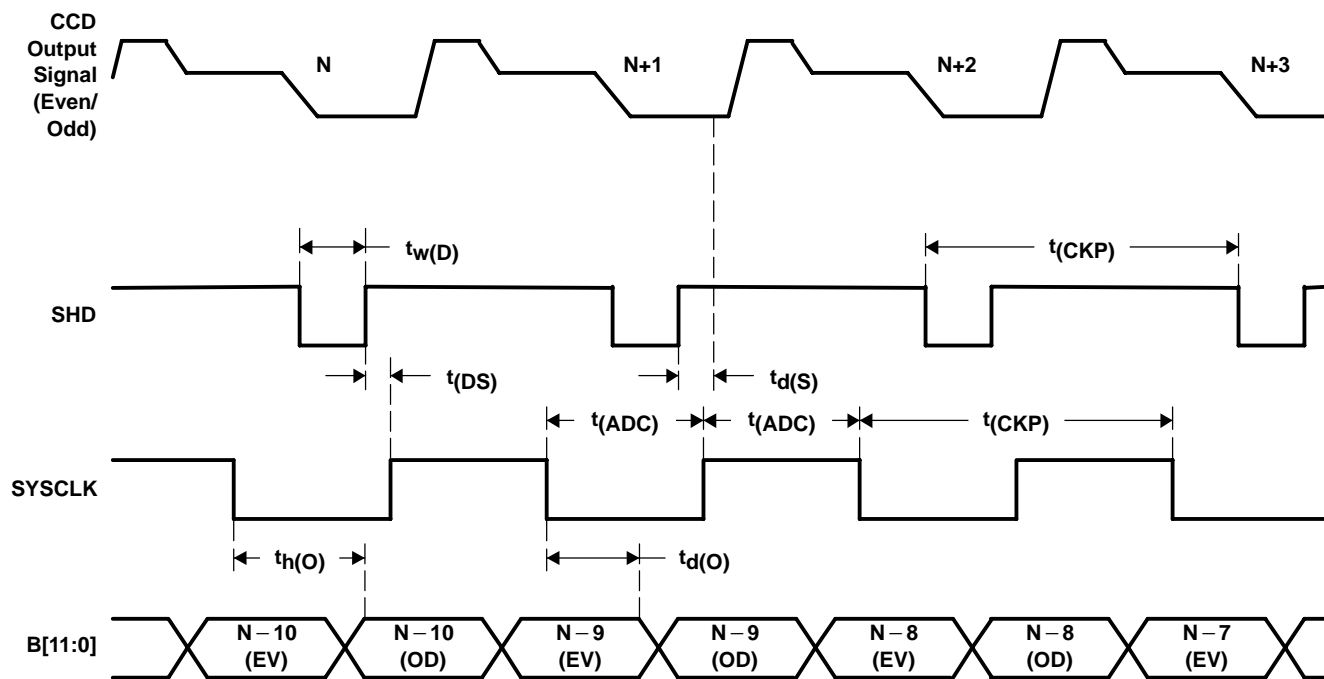 CCD
Output
Signal
(Even/
Odd)
N
N+1
N+2
N+3
tw(D)
t(CKP)
SHD
t(DS)
td(S)
t(ADC)
t(ADC)
t(CKP)
SYSCLK
th(O)
td(O)
B[11:0]
N−10
(EV)
N−10
(OD)
N−9
(EV)
N−9
(OD)
N−8
(EV)
N−8
(OD)
N−7
(EV)